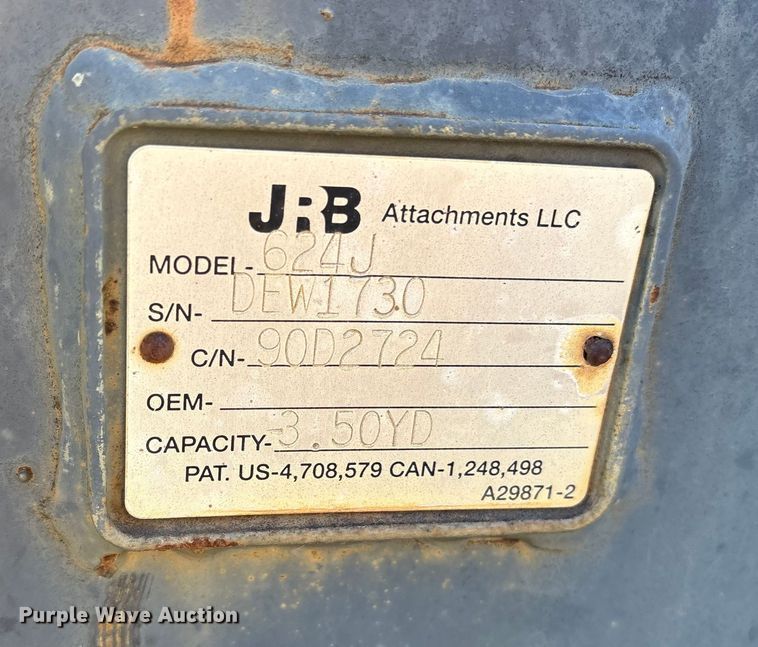 JRB Attachments LLC
MODEL- 624J
S/N- DEW1730
C/N- 90D2724
OEM-
CAPACITY- 3.50YD
PAT. US-4,708,579 CAN-1,248,498
A29871-2
Purple Wave Auction